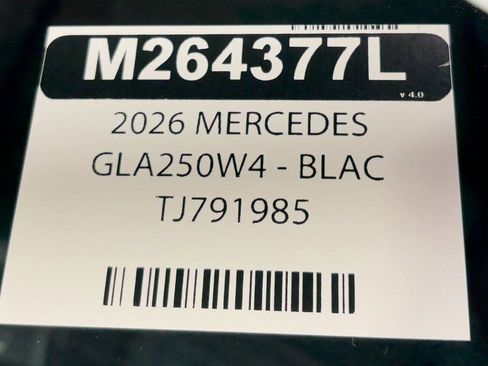 M264377L
v 4.0
2026 MERCEDES
GLA250W4 - BLAC
TJ791985